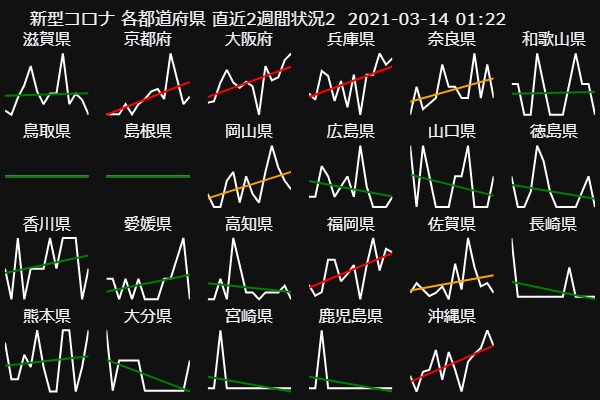 新型コロナ 各都道府県 直近2週間状況2 2021-03-14 01:22
滋賀県 京都府 大阪府 兵庫県 奈良県 和歌山県
鳥取県 島根県 岡山県 広島県 山口県 徳島県
香川県 愛媛県 高知県 福岡県 佐賀県 長崎県
熊本県 大分県 宮崎県 鹿児島県 沖縄県